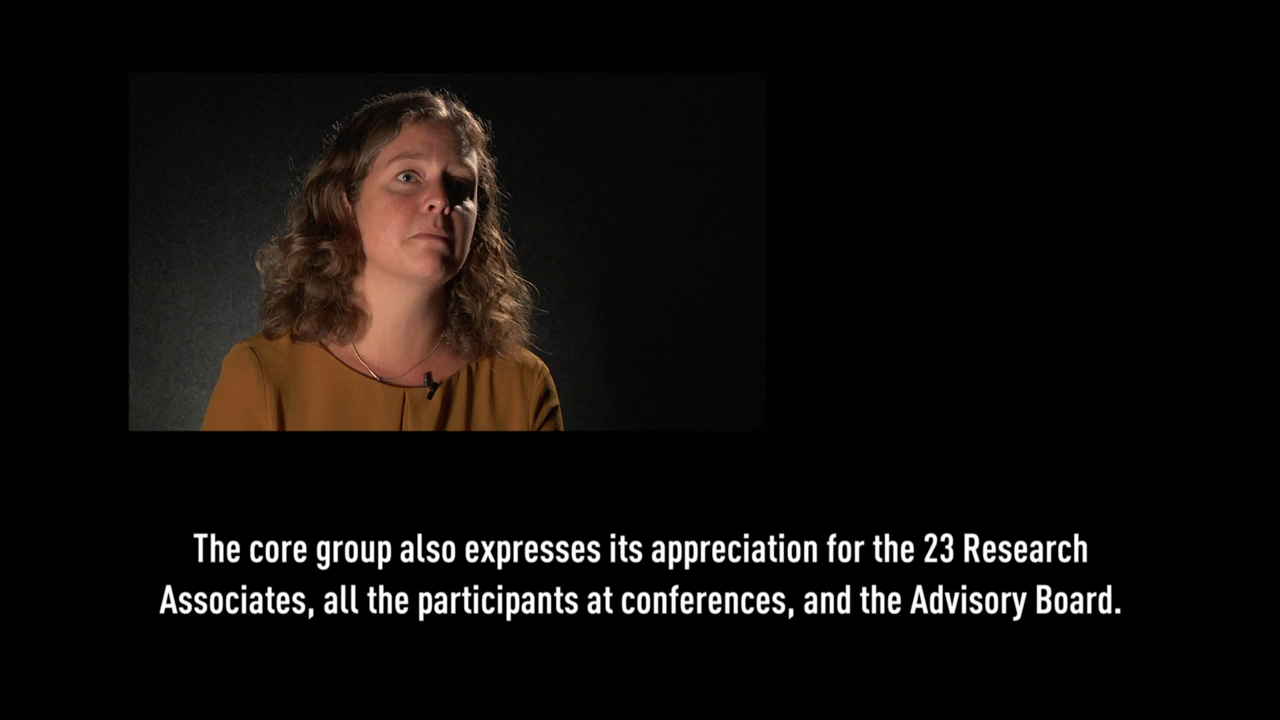 The core group also expresses its appreciation for the 23 Research
Associates, all the participants at conferences, and the Advisory Board.